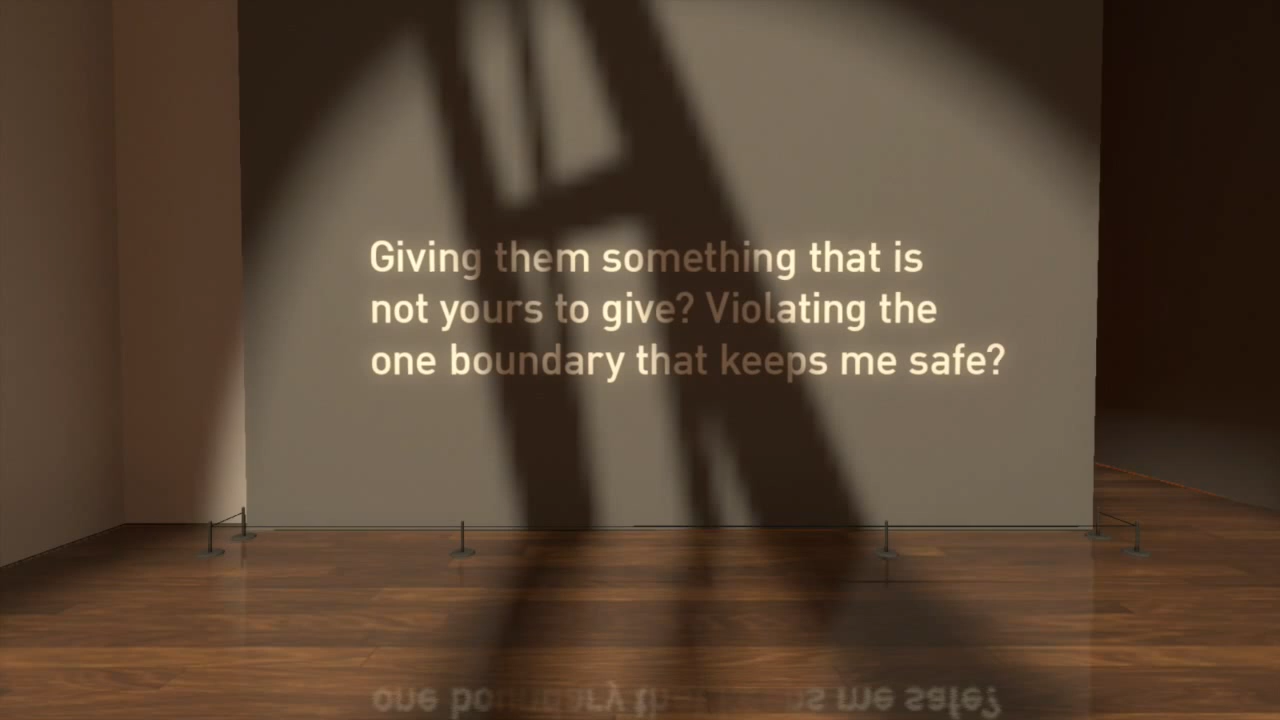 Giving them something that is
not yours to give? Violating the
one boundary that keeps me safe?